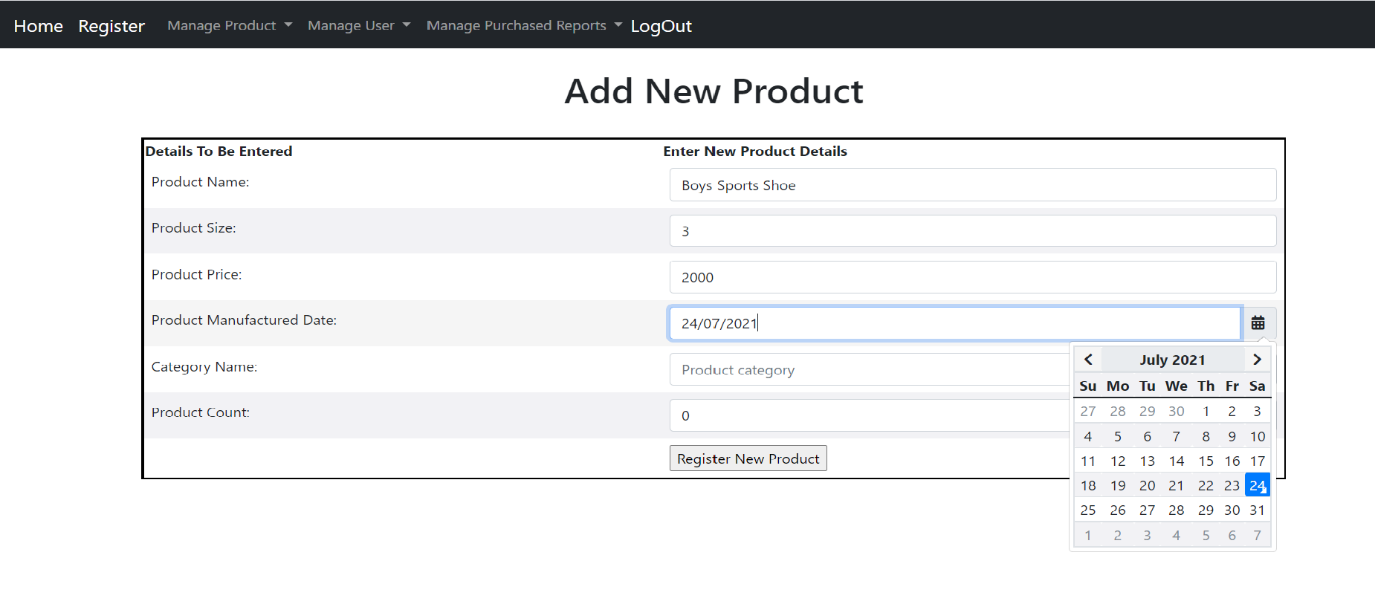 Home Register Manage Product Manage User Manage Purchased Reports LogOut
Add New Product
Details To Be Entered Enter New Product Details
Product Name: Boys Sports Shoe
Product Size: 3
Product Price: 2000
Product Manufactured Date: 24/07/2021
July 2021
Su Mo Tu We Th Fr Sa
27 28 29 30 1 2 3
4 5 6 7 8 9 10
11 12 13 14 15 16 17
18 19 20 21 22 23 24
25 26 27 28 29 30 31
1 2 3 4 5 6 7
Category Name: Product category
Product Count: 0
Register New Product